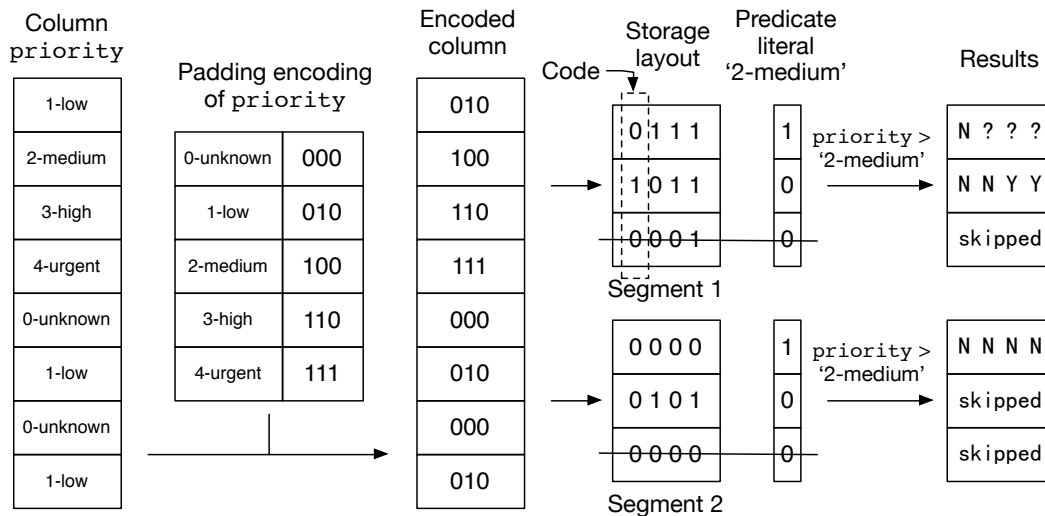 Column
priority
1-low
2-medium
3-high
4-urgent
0-unknown
1-low
0-unknown
1-low
Padding encoding
of priority
0-unknown 000
1-low 010
2-medium 100
3-high 110
4-urgent 111
Encoded
column
010
100
110
111
000
010
000
010
Code
Storage
layout
0 1 1 1
1 0 1 1
0 0 0 1
Segment 1
0 0 0 0
0 1 0 1
0 0 0 0
Segment 2
Predicate
literal
‘2-medium’
1
0
0
1
0
0
priority >
‘2-medium’
priority >
‘2-medium’
Results
N ? ? ?
N N Y Y
skipped
N N N N
skipped
skipped